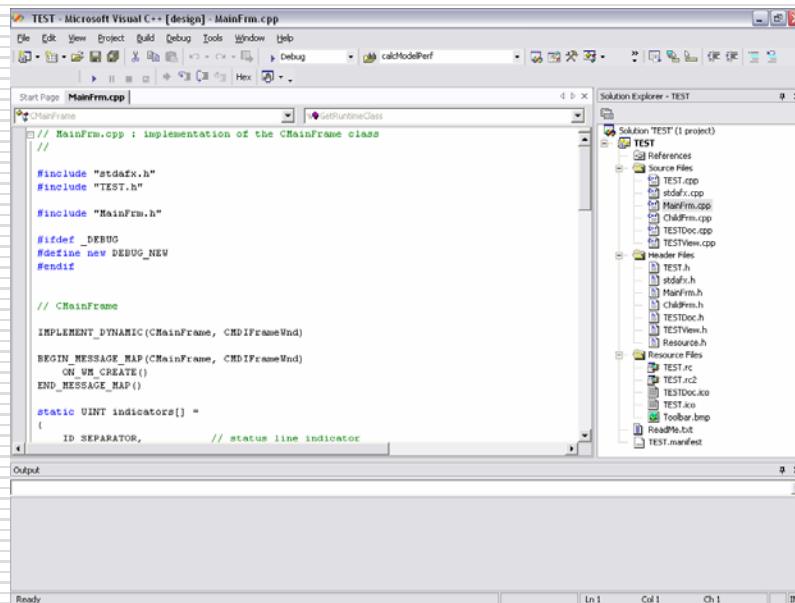 TEST - Microsoft Visual C++ [design] - MainFrm.cpp
File Edit View Project Build Debug Tools Window Help
Debug calcModelPerf
Hex
Start Page MainFrm.cpp
CMainFrame GetRuntimeClass
// MainFrm.cpp : implementation of the CMainFrame class
//
#include "stdafx.h"
#include "TEST.h"
#include "MainFrm.h"
#ifdef _DEBUG
#define new DEBUG_NEW
#endif
// CMainFrame
IMPLEMENT_DYNAMIC(CMainFrame, CMDIFrameWnd)
BEGIN_MESSAGE_MAP(CMainFrame, CMDIFrameWnd)
ON_WM_CREATE()
END_MESSAGE_MAP()
static UINT indicators[] =
{
ID_SEPARATOR, // status line indicator
Solution Explorer - TEST
Solution 'TEST' (1 project)
TEST
References
Source Files
TEST.cpp
stdafx.cpp
MainFrm.cpp
ChildFrm.cpp
TESTDoc.cpp
TESTView.cpp
Header Files
TEST.h
stdafx.h
MainFrm.h
ChildFrm.h
TESTDoc.h
TESTView.h
Resource.h
Resource Files
TEST.rc
TEST.rc2
TESTDoc.ico
TEST.ico
Toolbar.bmp
ReadMe.txt
TEST.manifest
Output
Ready Ln 1 Col 1 Ch 1